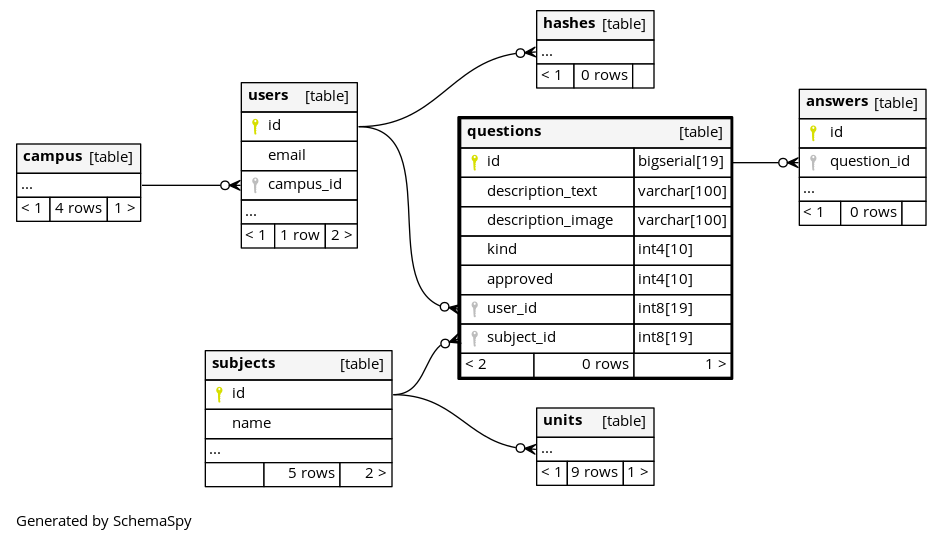 hashes [table]
...
< 1 0 rows
users [table]
id
email
campus_id
...
< 1 1 row 2 >
answers [table]
id
question_id
...
< 1 0 rows
questions [table]
id bigserial[19]
description_text varchar[100]
description_image varchar[100]
kind int4[10]
approved int4[10]
user_id int8[19]
subject_id int8[19]
< 2 0 rows 1 >
campus [table]
...
< 1 4 rows 1 >
subjects [table]
id
name
...
5 rows 2 >
units [table]
...
< 1 9 rows 1 >
Generated by SchemaSpy